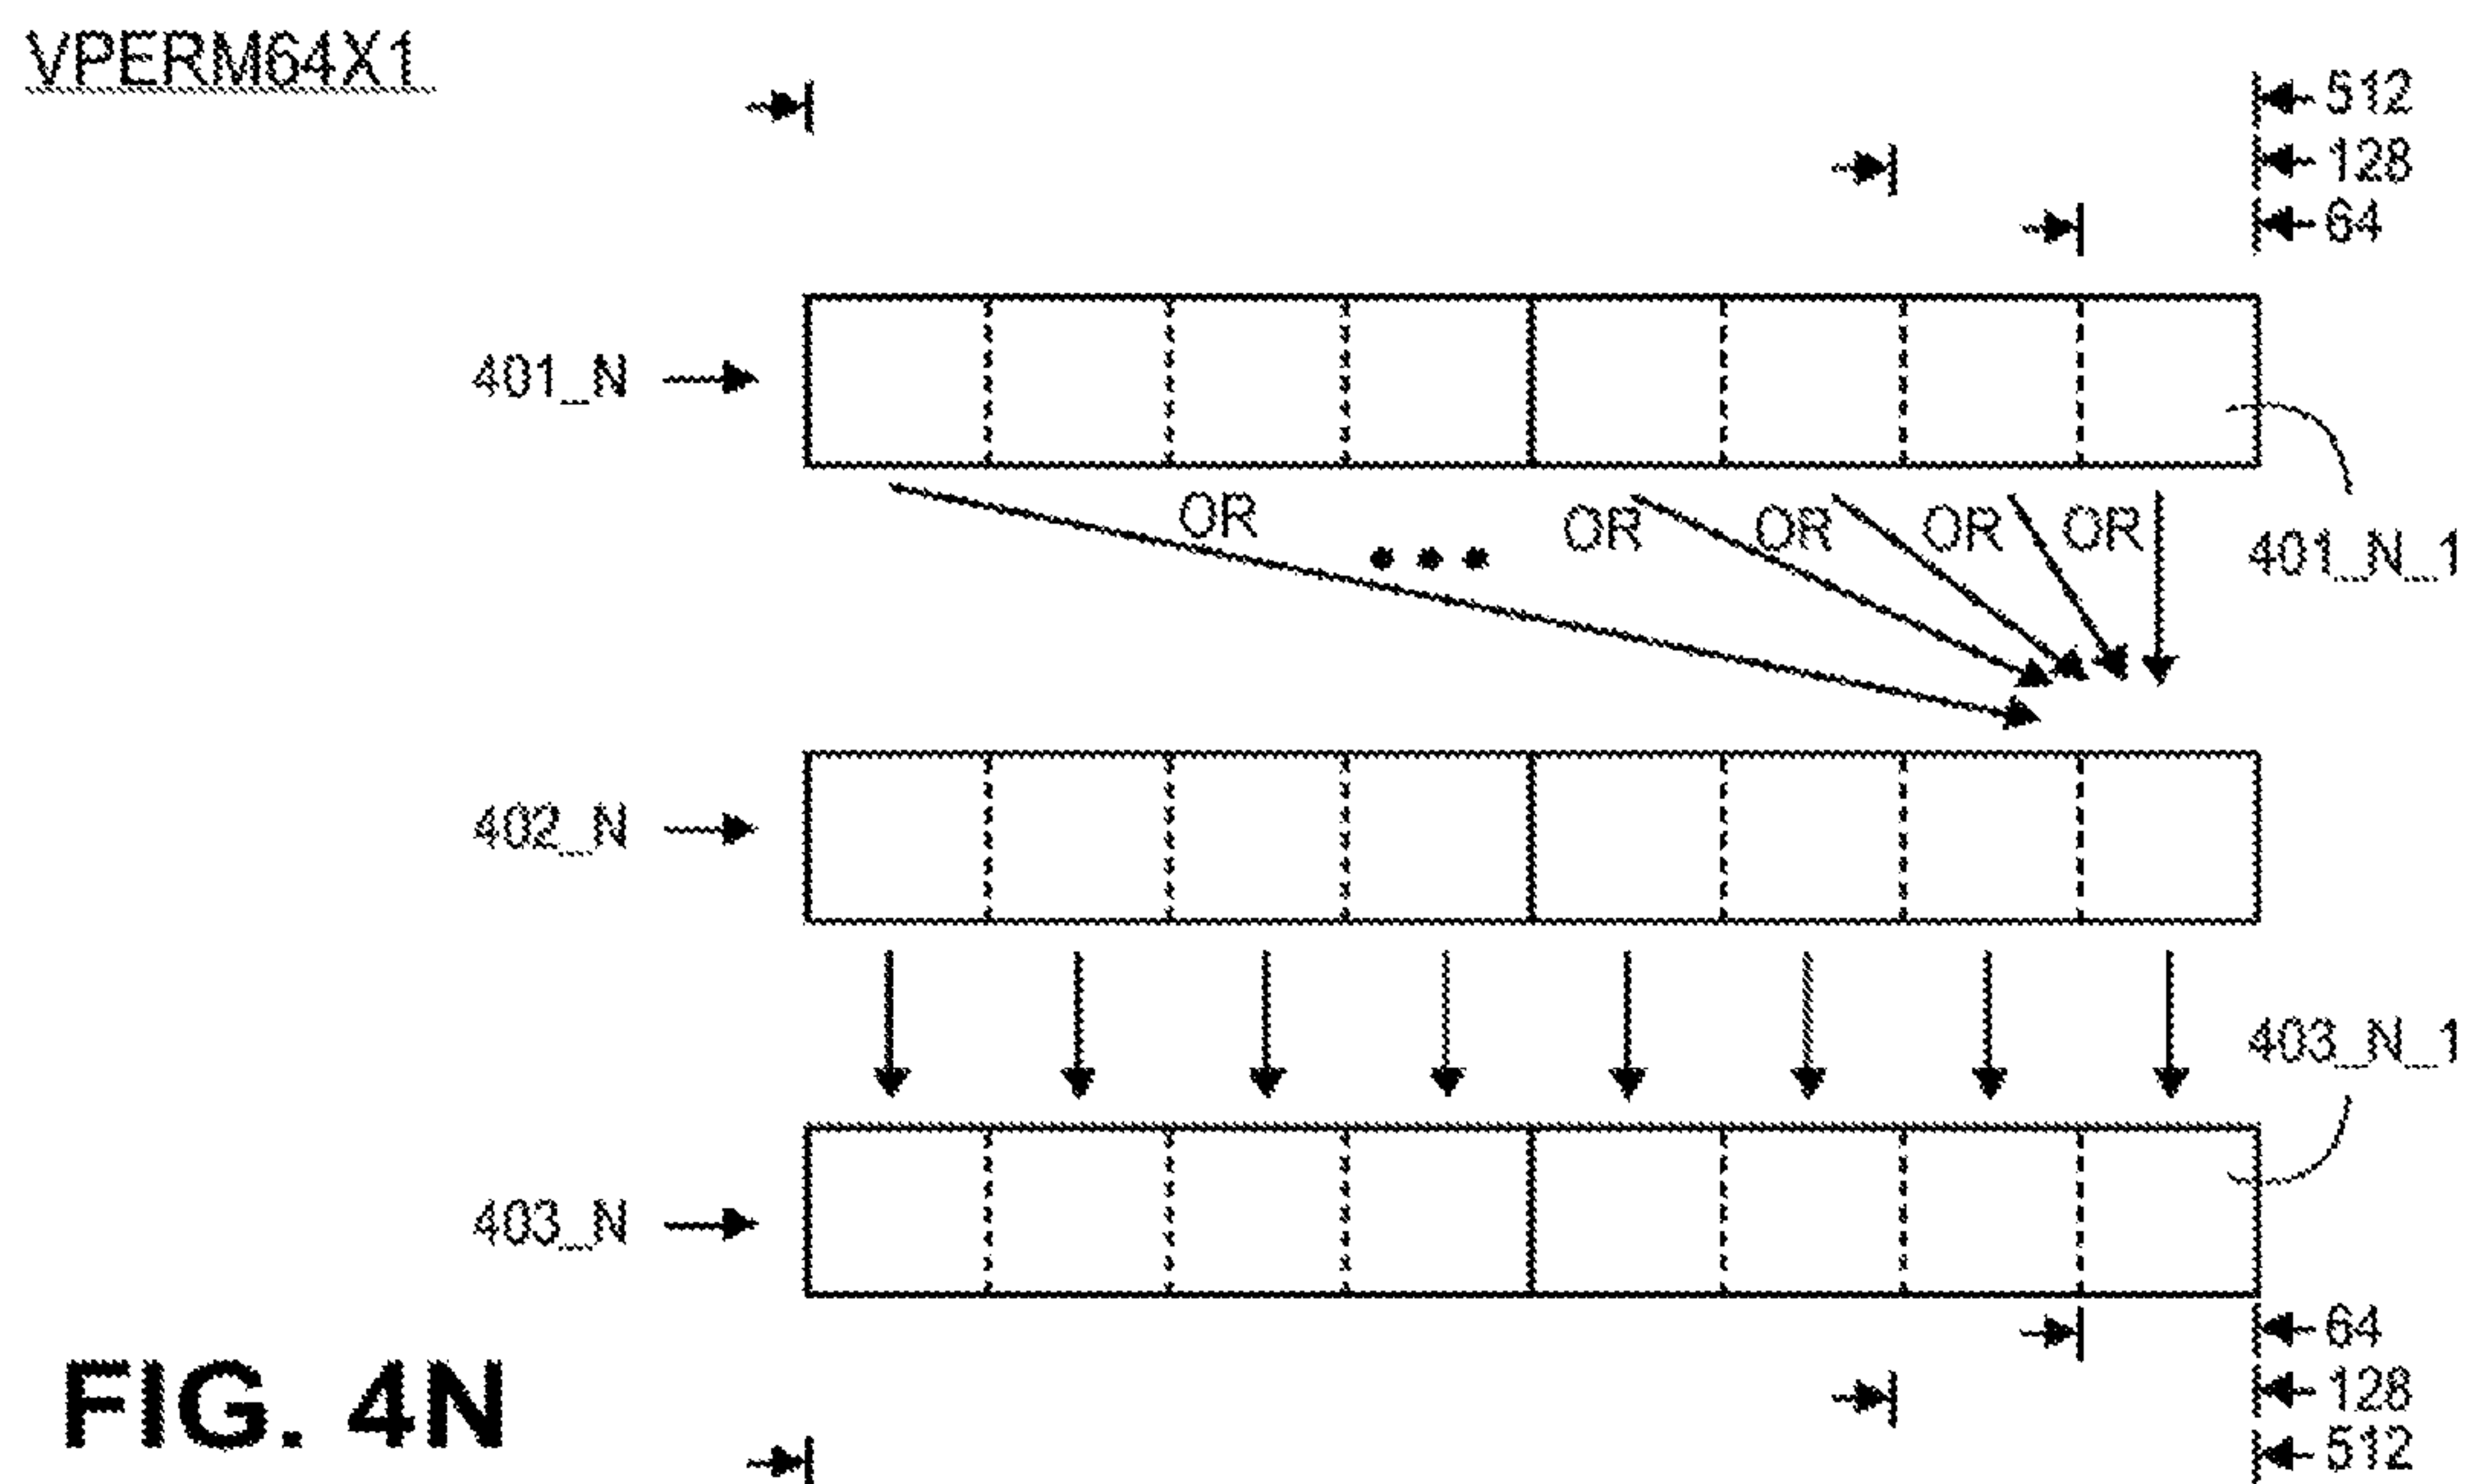 VPERM64X1
512
128
64
401_N
OR OR OR OR OR
401_N_1
402_N
403_N_1
403_N
64
128
512
FIG. 4N